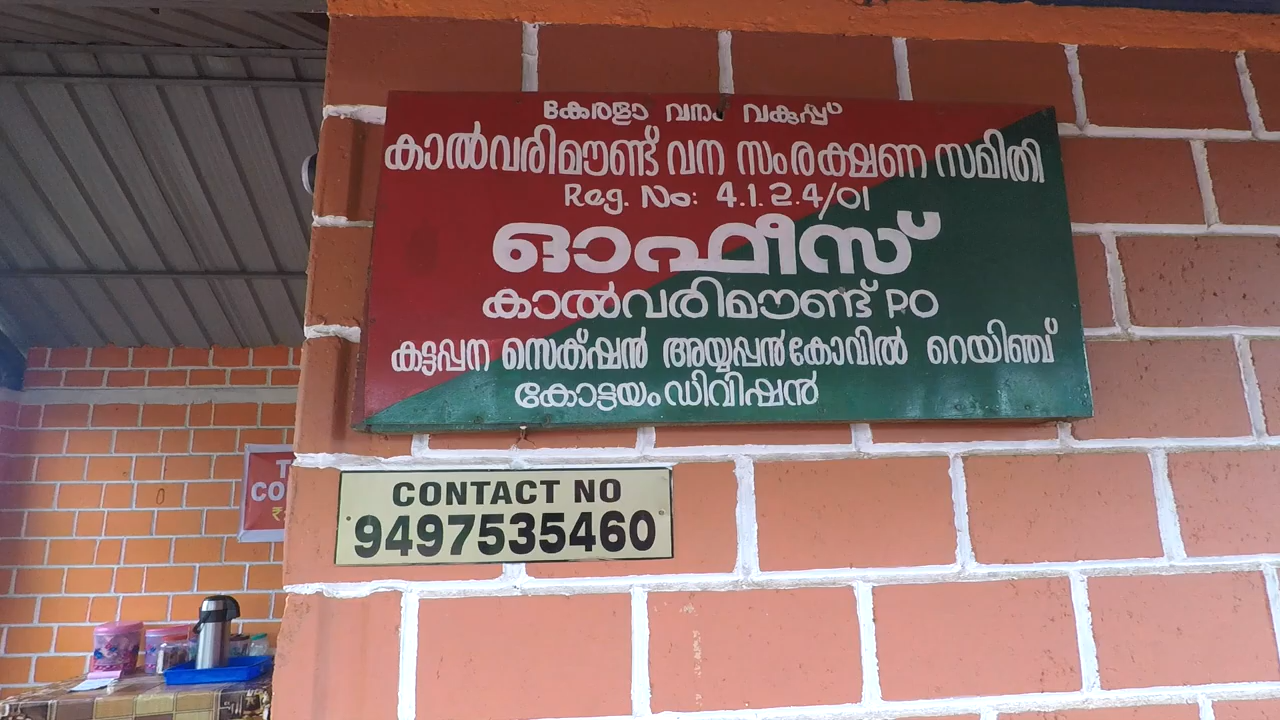 കേരളാ വനം വകുപ്പ്
കാൽവരിമൗണ്ട് വന സംരക്ഷണ സമിതി
Reg. No: 4.1.2.4/01
ഓഫീസ്
കാൽവരിമൗണ്ട് PO
കട്ടപ്പന സെക്ഷൻ അയ്യപ്പൻകോവിൽ റെയിഞ്ച്
കോട്ടയം ഡിവിഷൻ
CONTACT NO
9497535460